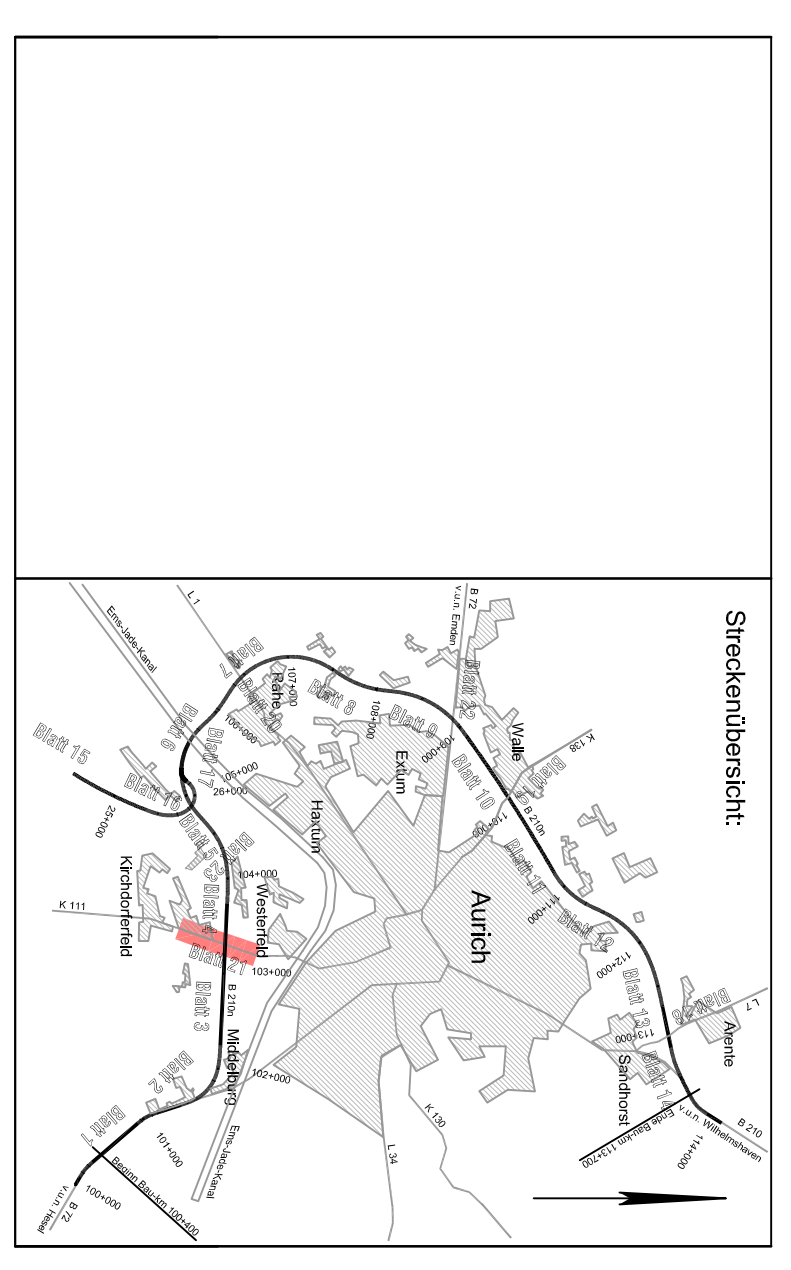 Streckenübersicht:
B 72
v.u.n. Emden
L 1
Ems-Jade-Kanal
Blatt 7
Rahe
107+000
Blatt 20
106+000
Blatt 8
108+000
Blatt 9
109+000
Blatt 22
Walle
K 138
Blatt 6
Blatt 17
105+000
26+000
Blatt 15
Blatt 16
25+000
Extum
Blatt 10
B 210n
110+000
Haxtum
Blatt 5
23
Blatt 11
111+000
104+000
Blatt 4
Westerfeld
Kirchdorferfeld
K 111
Aurich
Blatt 12
112+000
Blatt 21
103+000
Blatt 3
B 210n
Blatt 13
113+000
L 7
Arente
Middelburg
102+000
Sandhorst
Blatt 14
Blatt 2
Blatt 1
101+000
Ems-Jade-Kanal
K 130
L 34
Ende Bau-km 113+700
v.u.n. Wilhelmshaven
B 210
114+000
Beginn Bau-km 100+400
100+000
B 72
v.u.n. Hesel